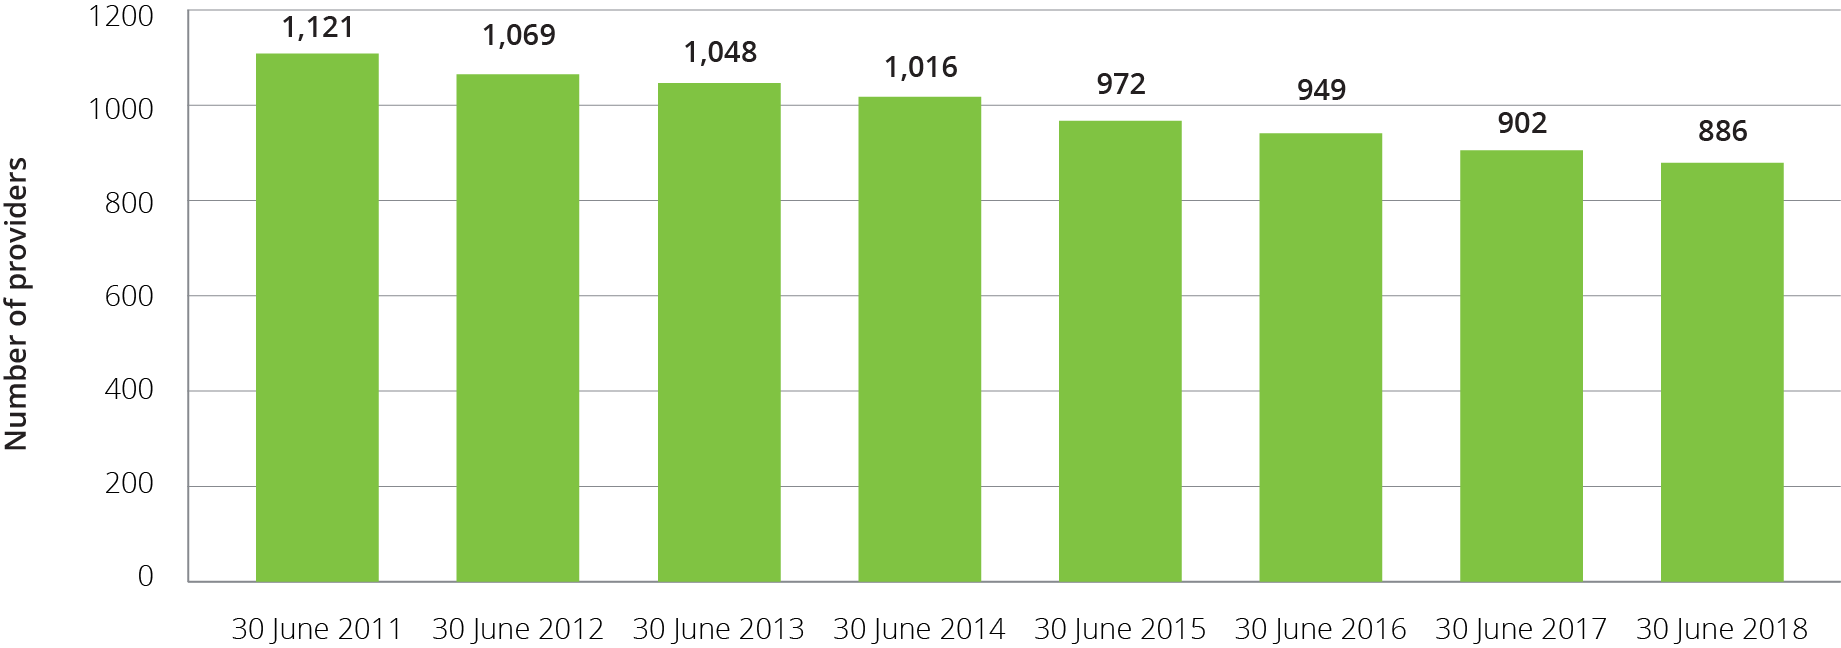 Number of providers
1200
1000
800
600
400
200
0
1,121
1,069
1,048
1,016
972
949
902
886
30 June 2011
30 June 2012
30 June 2013
30 June 2014
30 June 2015
30 June 2016
30 June 2017
30 June 2018